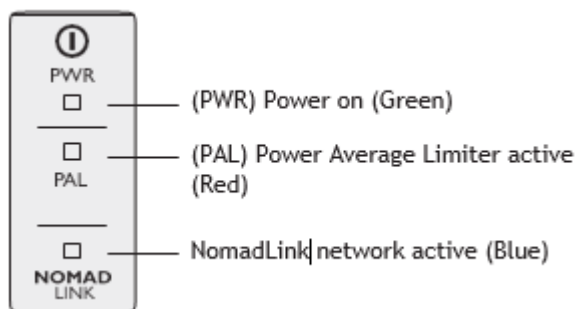 PWR
(PWR) Power on (Green)
(PAL) Power Average Limiter active
(Red)
PAL
NomadLink network active (Blue)
NOMAD
LINK